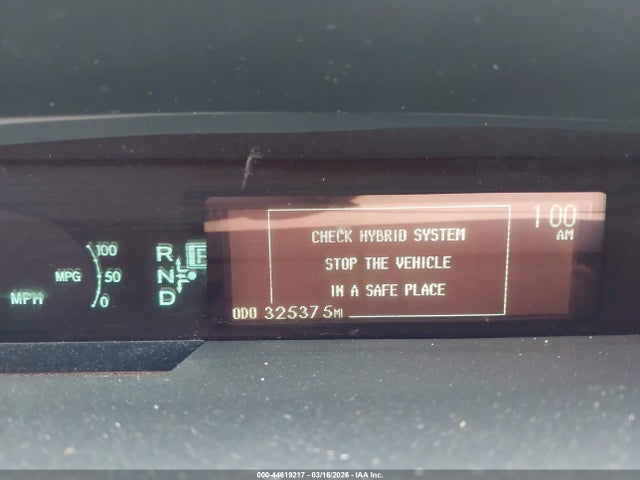 100
MPG 50
MPH 0
R P
N
D
CHECK HYBRID SYSTEM
STOP THE VEHICLE
IN A SAFE PLACE
ODO 325375MI
1 00
AM
000-44619217 - 03/16/2026 - IAA Inc.